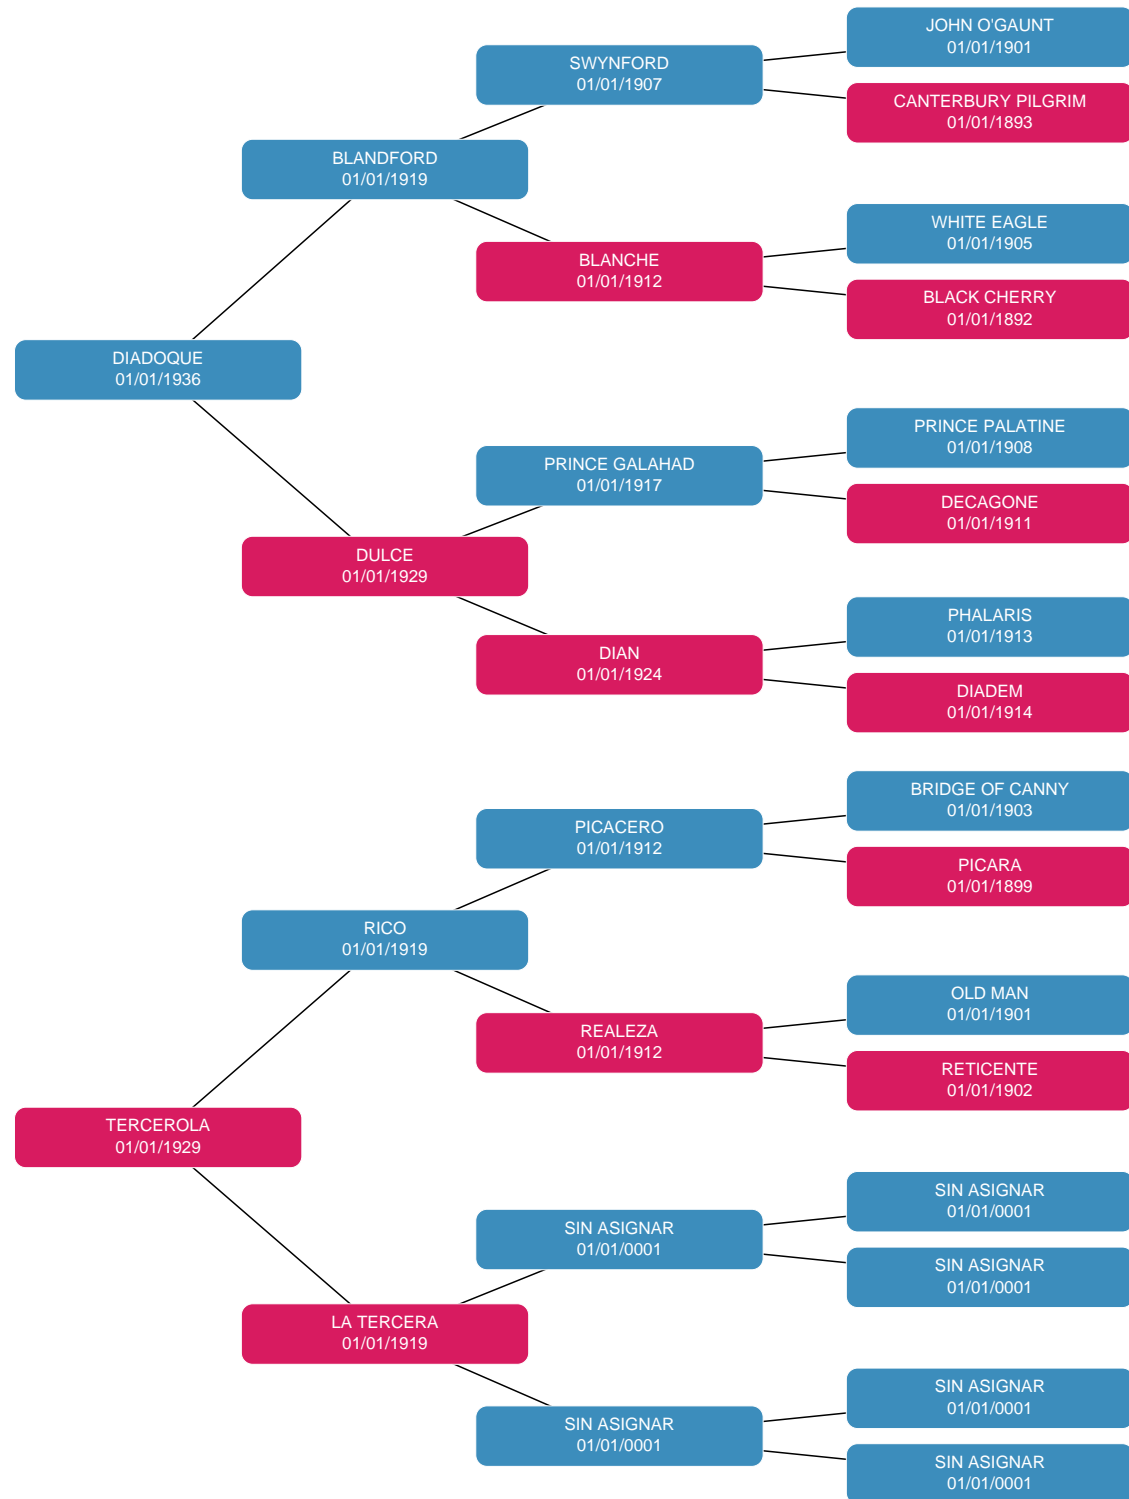 JOHN O'GAUNT
01/01/1901
SWYNFORD
01/01/1907
CANTERBURY PILGRIM
01/01/1893
BLANDFORD
01/01/1919
WHITE EAGLE
01/01/1905
BLANCHE
01/01/1912
BLACK CHERRY
01/01/1892
DIADOQUE
01/01/1936
PRINCE PALATINE
01/01/1908
PRINCE GALAHAD
01/01/1917
DECAGONE
01/01/1911
DULCE
01/01/1929
PHALARIS
01/01/1913
DIAN
01/01/1924
DIADEM
01/01/1914
BRIDGE OF CANNY
01/01/1903
PICACERO
01/01/1912
PICARA
01/01/1899
RICO
01/01/1919
OLD MAN
01/01/1901
REALEZA
01/01/1912
RETICENTE
01/01/1902
TERCEROLA
01/01/1929
SIN ASIGNAR
01/01/0001
SIN ASIGNAR
01/01/0001
SIN ASIGNAR
01/01/0001
LA TERCERA
01/01/1919
SIN ASIGNAR
01/01/0001
SIN ASIGNAR
01/01/0001
SIN ASIGNAR
01/01/0001